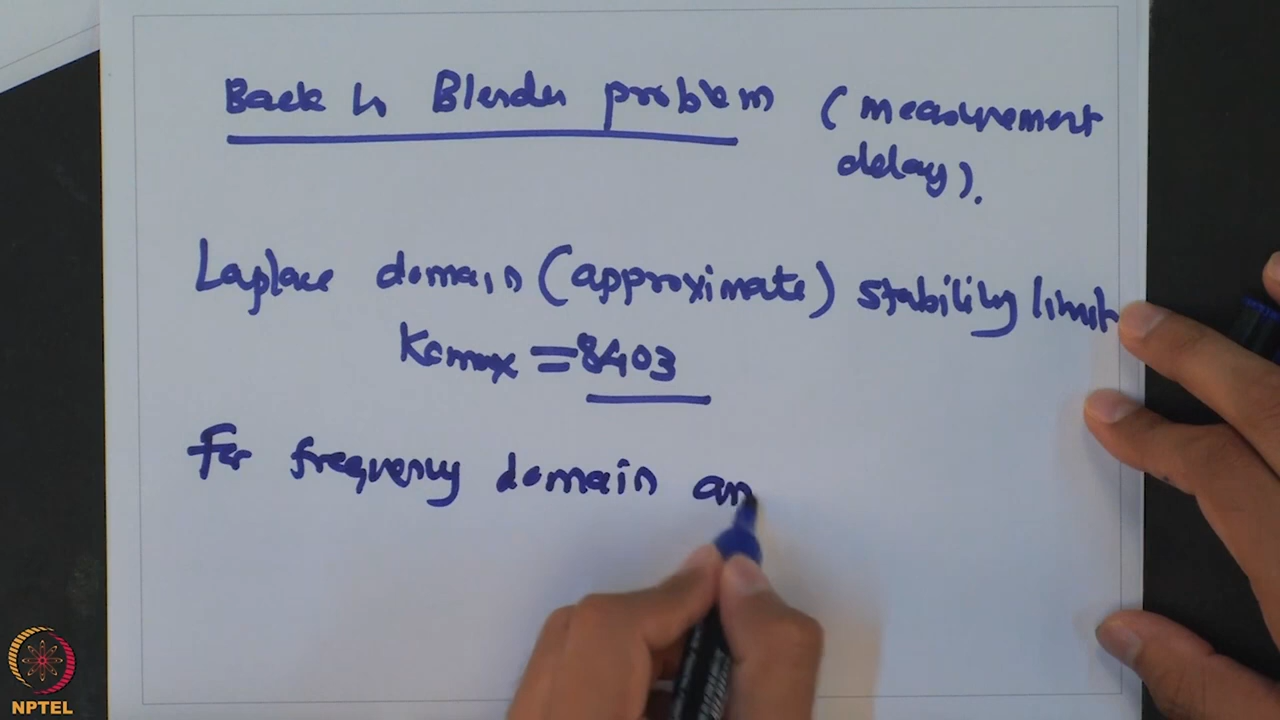 Back to Blender problem (measurement
delay).
Laplace domain (approximate) stability limit
Kcmax = 8403
For frequency domain an
NPTEL